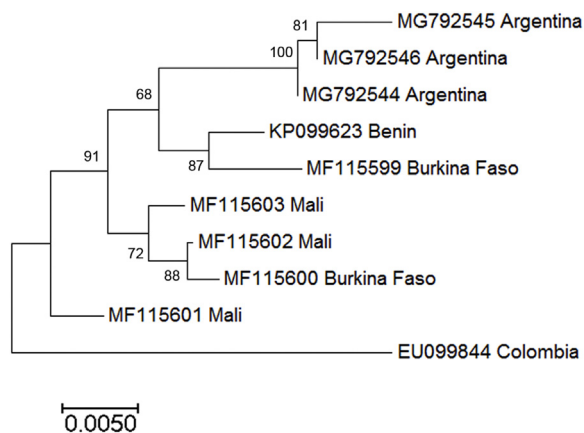 81
MG792545 Argentina
100
MG792546 Argentina
68
MG792544 Argentina
KP099623 Benin
91
87
MF115599 Burkina Faso
MF115603 Mali
72
MF115602 Mali
88
MF115600 Burkina Faso
MF115601 Mali
EU099844 Colombia
0.0050